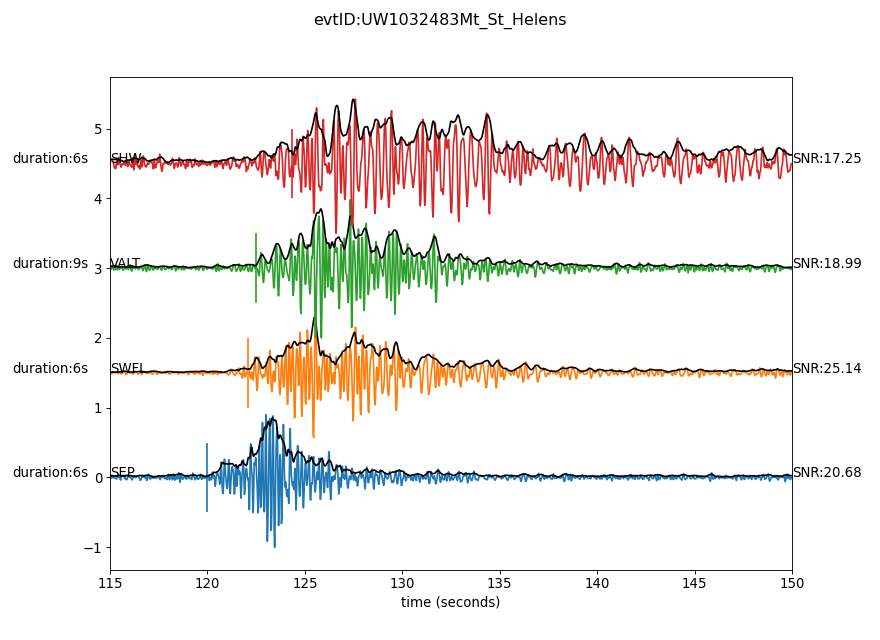 evtID:UW1032483Mt_St_Helens
5
duration:6s SHW SNR:17.25
4
duration:9s VALT SNR:18.99
3
2
duration:6s SWFL SNR:25.14
1
duration:6s SEP SNR:20.68
0
−1
115 120 125 130 135 140 145 150
time (seconds)